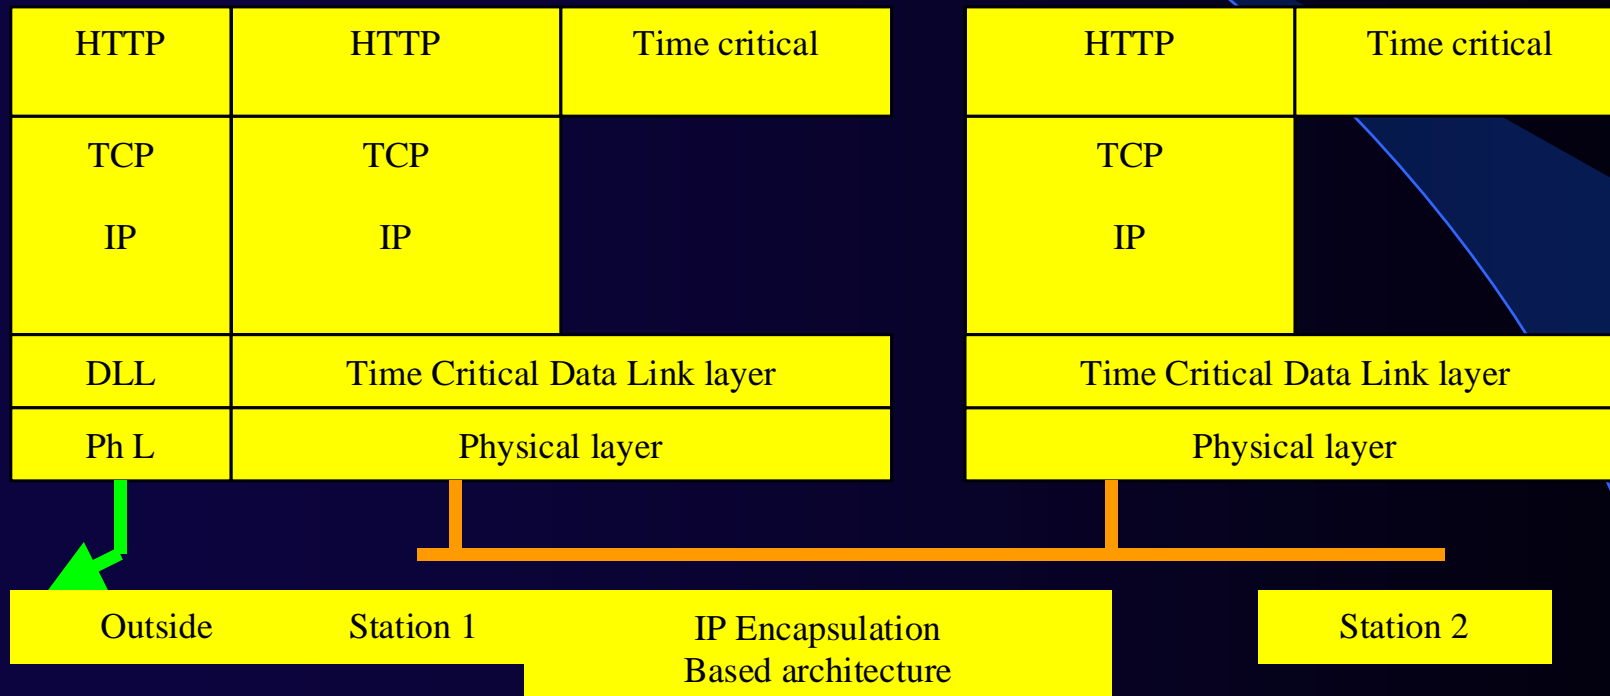 HTTP HTTP Time critical HTTP Time critical
TCP TCP TCP
IP IP IP
DLL Time Critical Data Link layer Time Critical Data Link layer
Ph L Physical layer Physical layer
Outside Station 1 IP Encapsulation Station 2
Based architecture